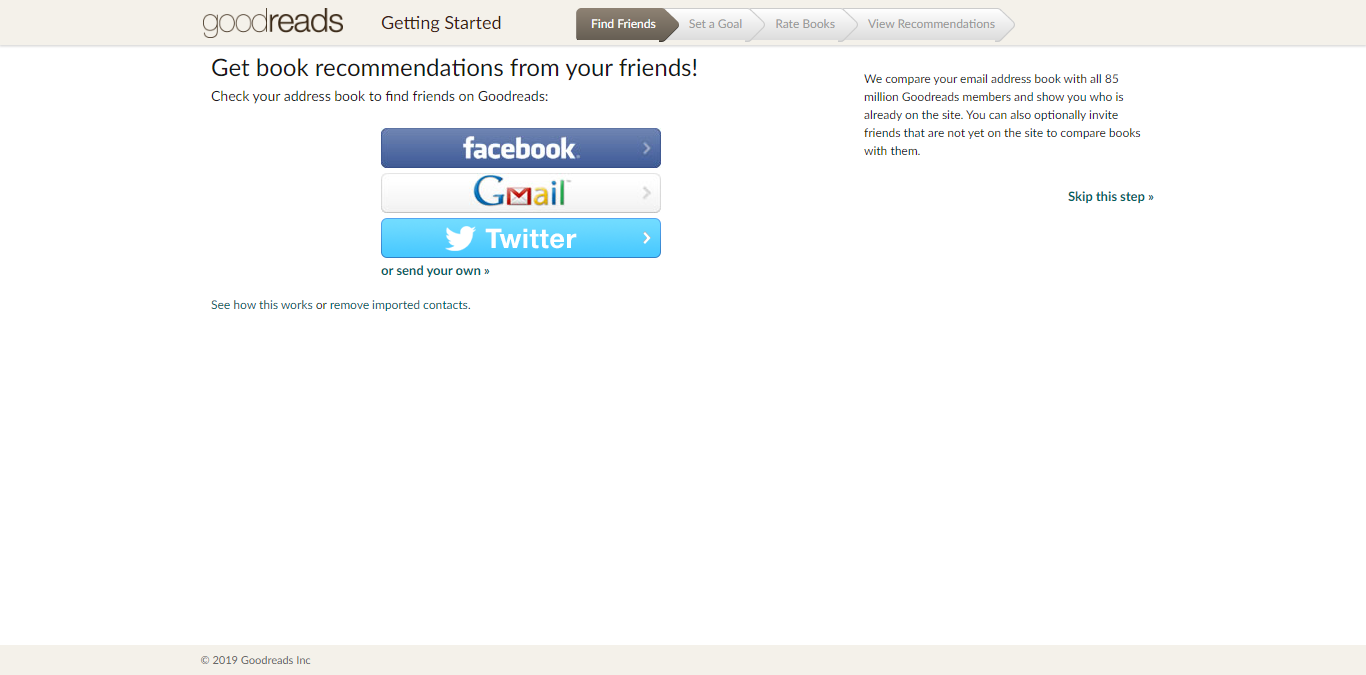 goodreads
Getting Started
Find Friends
Set a Goal
Rate Books
View Recommendations
Get book recommendations from your friends!
Check your address book to find friends on Goodreads:
facebook.
Gmail™
Twitter
or send your own »
See how this works or remove imported contacts.
We compare your email address book with all 85
million Goodreads members and show you who is
already on the site. You can also optionally invite
friends that are not yet on the site to compare books
with them.
Skip this step »
© 2019 Goodreads Inc